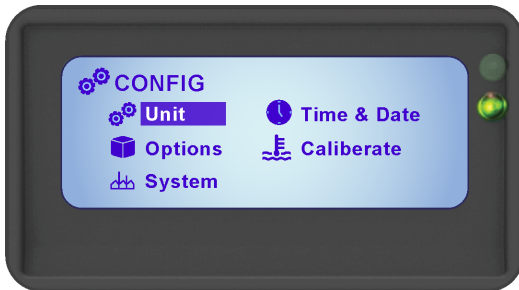 CONFIG
Unit
Time & Date
Options
Caliberate
System